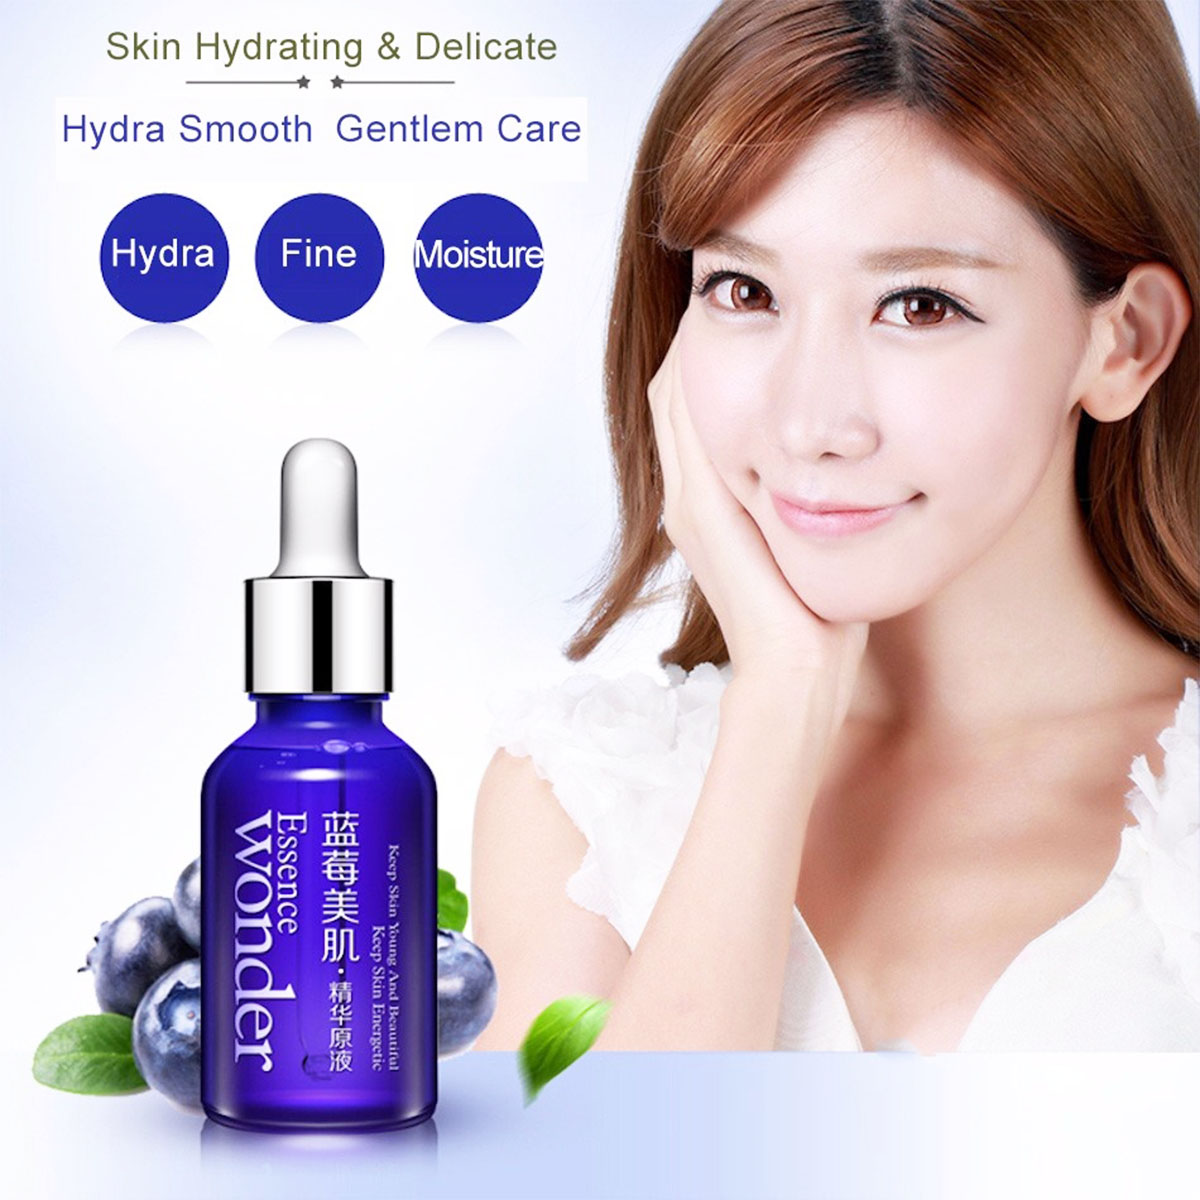 Skin Hydrating & Delicate
Hydra Smooth Gentlem Care
Hydra
Fine
Moisture
wonder
Essence
蓝莓美肌·精华原液
Keep Skin Young And Beautiful
Keep Skin Energetic